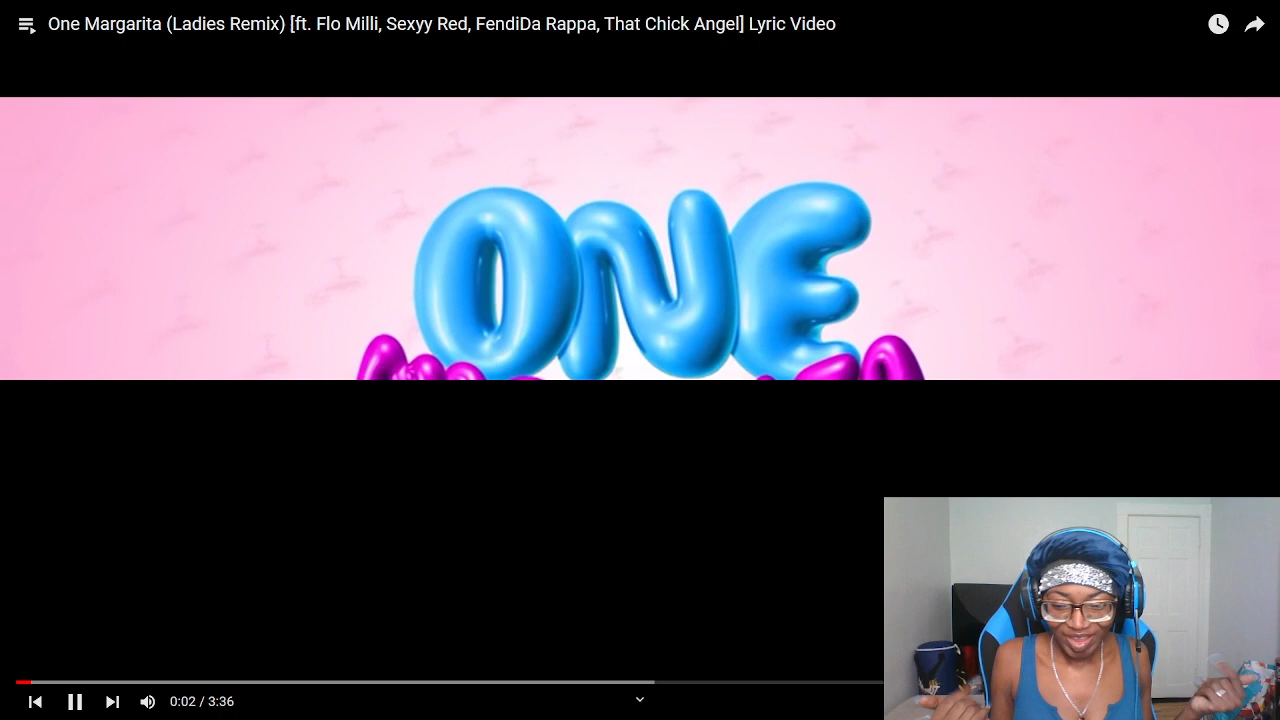 One Margarita (Ladies Remix) [ft. Flo Milli, Sexyy Red, FendiDa Rappa, That Chick Angel] Lyric Video
ONE
0:02 / 3:36